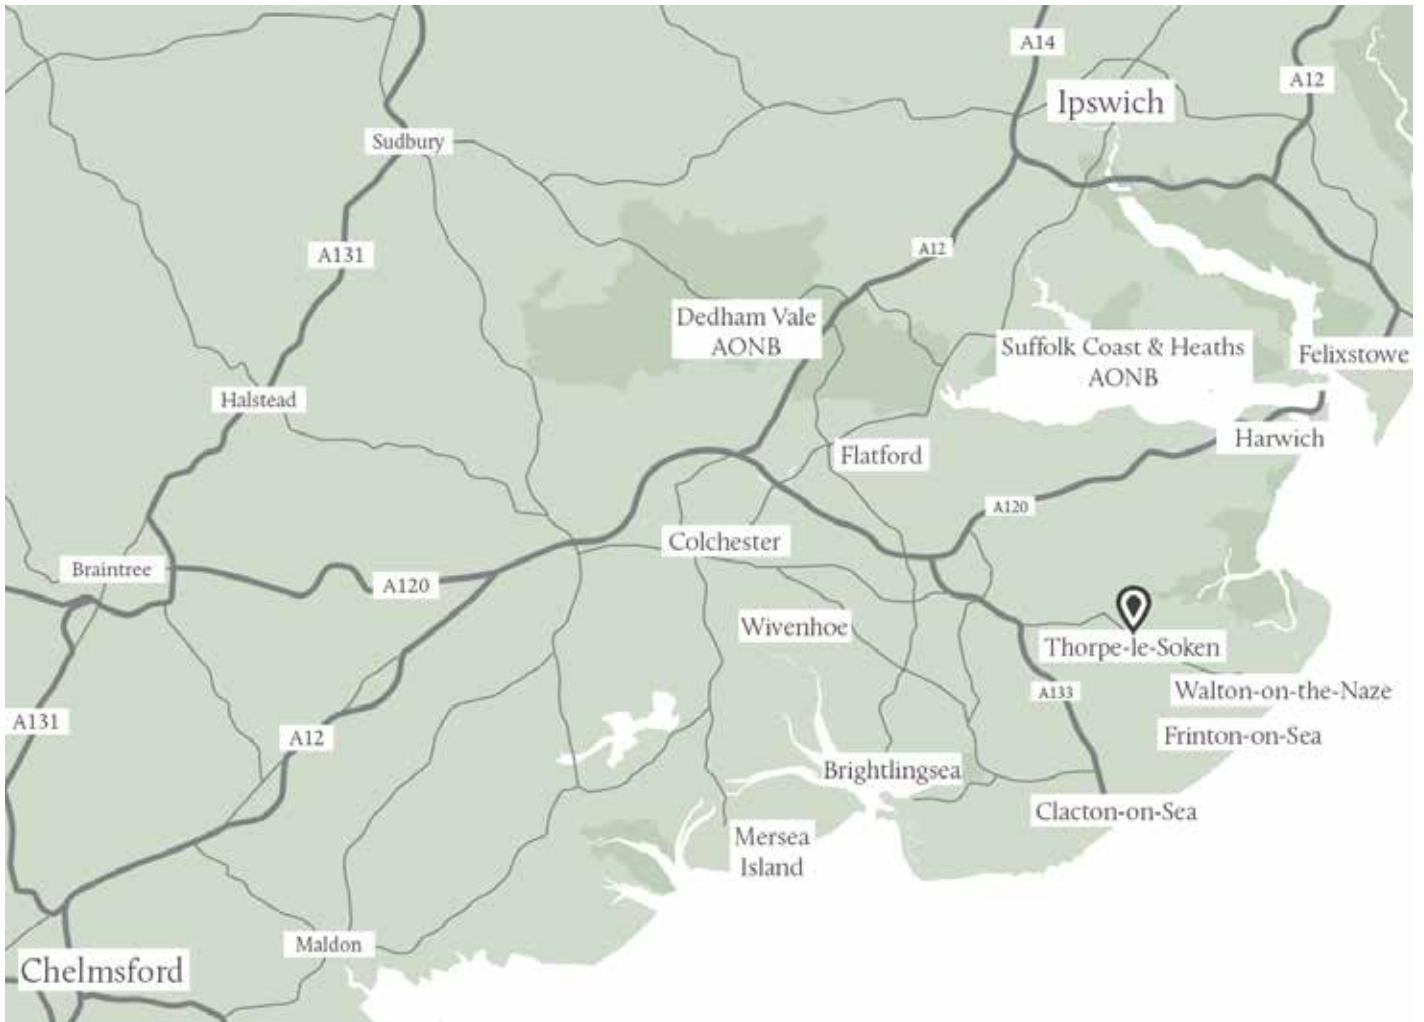 A14
A12
Ipswich
Sudbury
A131
A12
Dedham Vale
AONB
Suffolk Coast & Heaths
AONB
Felixstowe
Halstead
Harwich
Flatford
A120
Colchester
Braintree
A120
Wivenhoe
Thorpe-le-Soken
A133
Walton-on-the-Naze
A131
A12
Frinton-on-Sea
Brightlingsea
Clacton-on-Sea
Mersea
Island
Maldon
Chelmsford